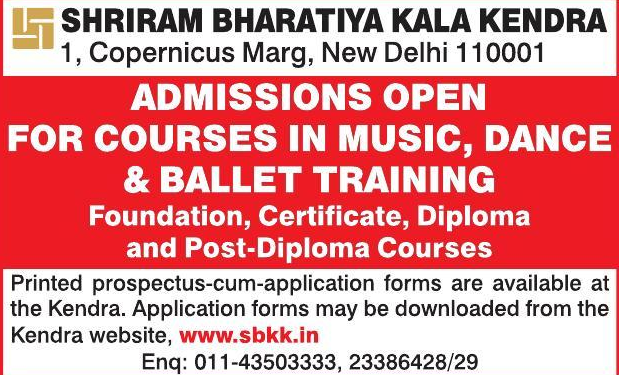 SHRIRAM BHARATIYA KALA KENDRA
1, Copernicus Marg, New Delhi 110001
ADMISSIONS OPEN
FOR COURSES IN MUSIC, DANCE
& BALLET TRAINING
Foundation, Certificate, Diploma
and Post-Diploma Courses
Printed prospectus-cum-application forms are available at
the Kendra. Application forms may be downloaded from the
Kendra website, www.sbkk.in
Enq: 011-43503333, 23386428/29